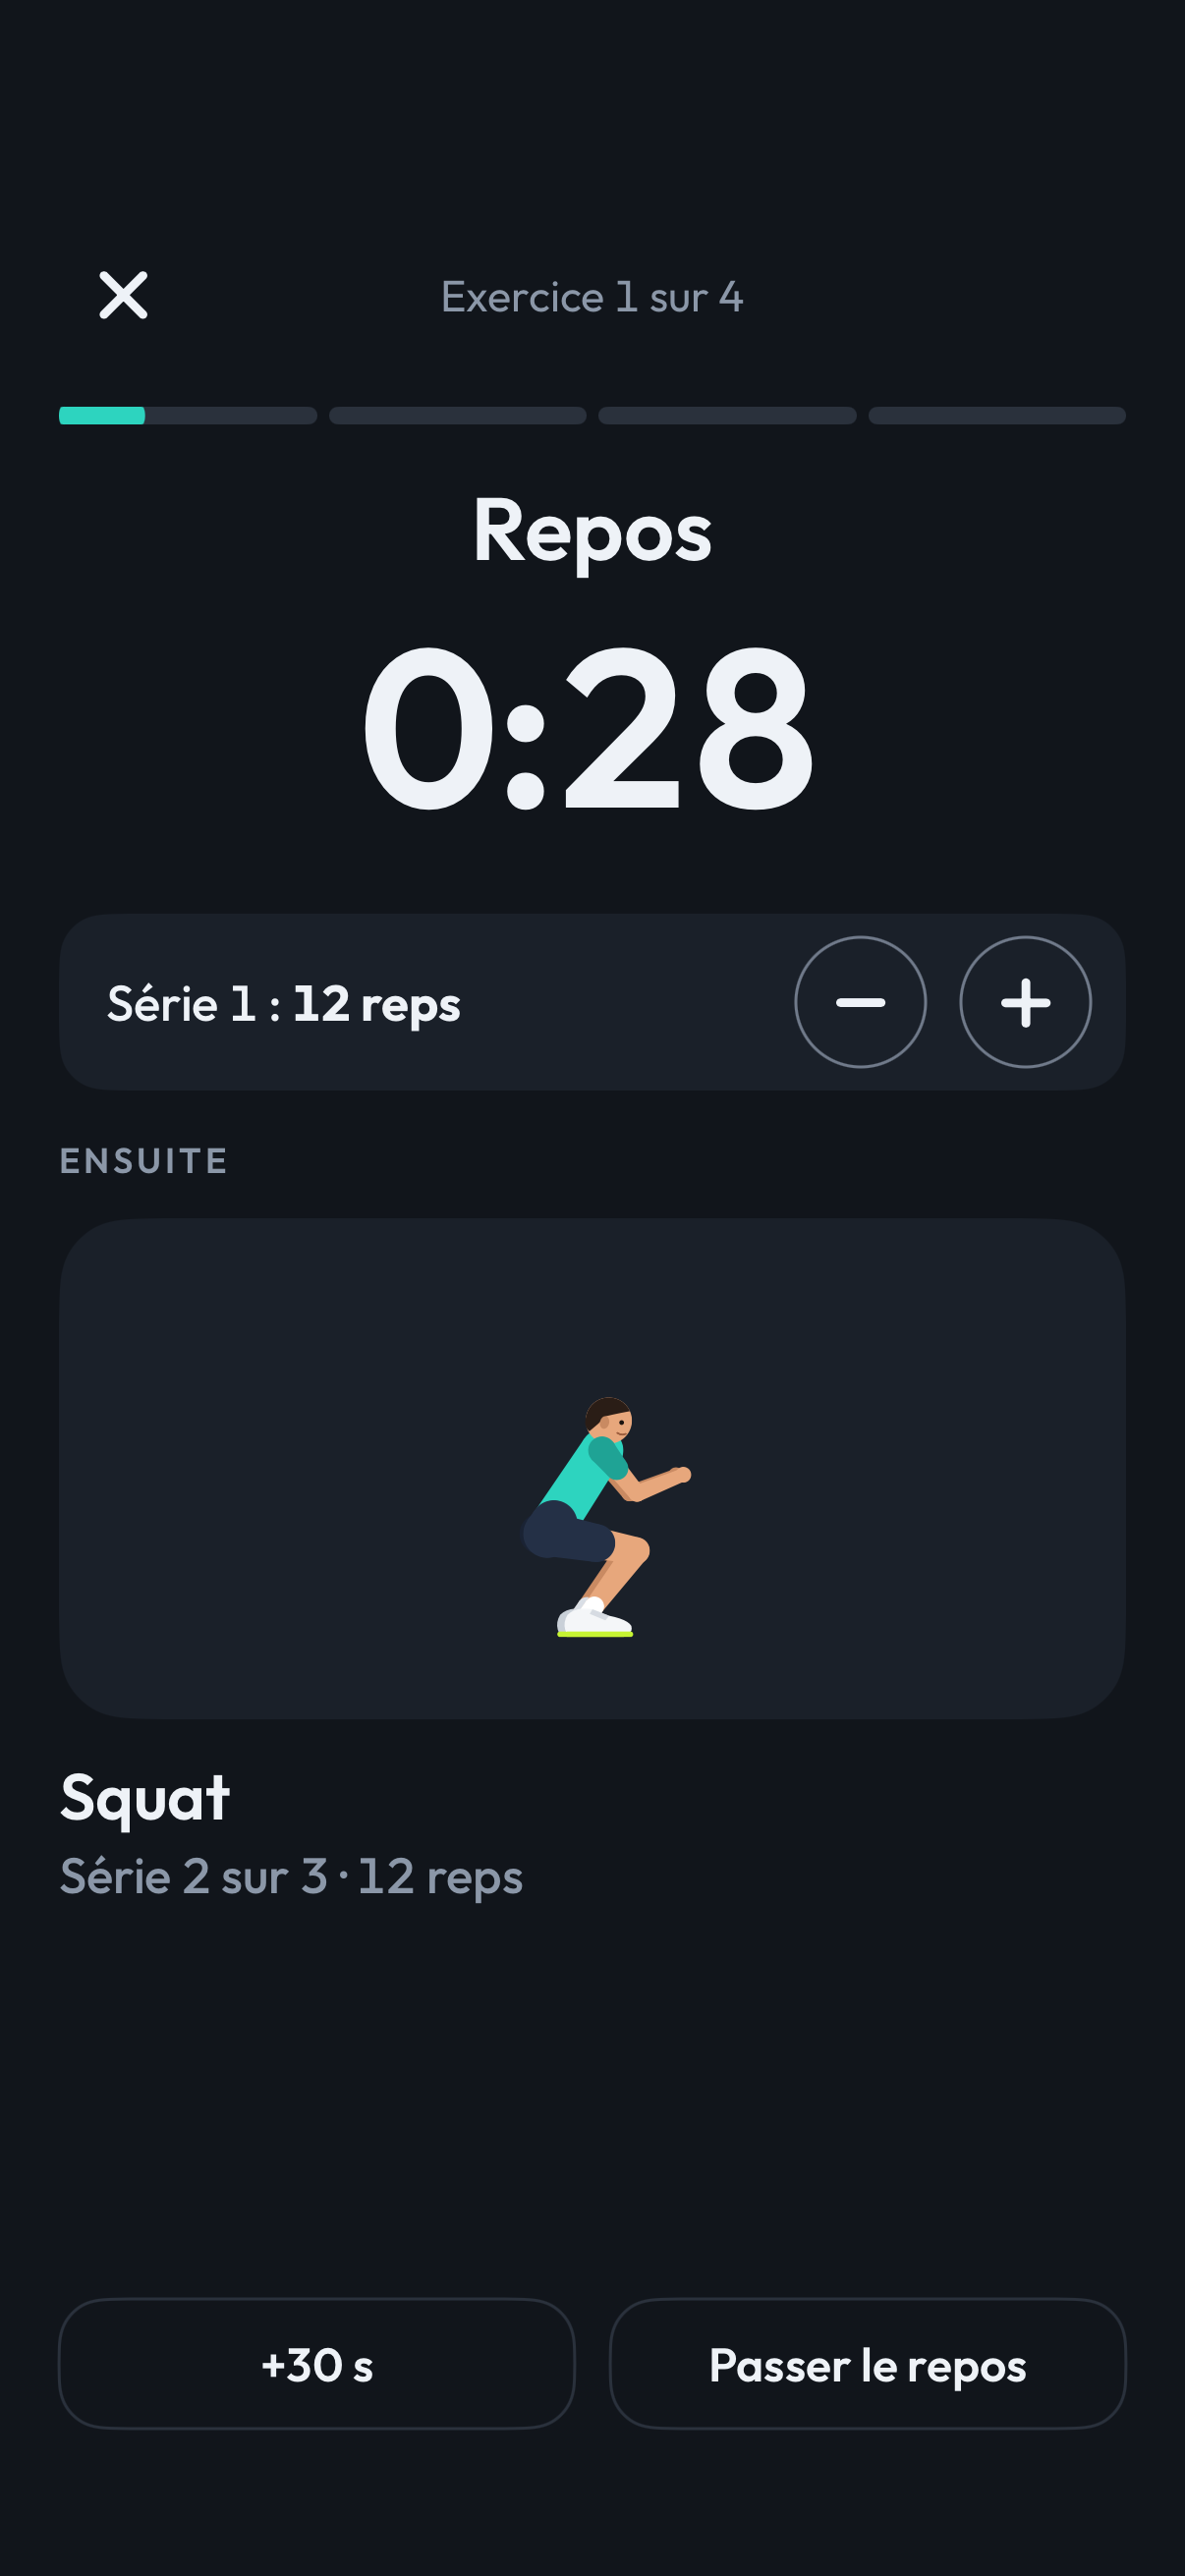 Exercice 1 sur 4
Repos
0:28
Série 1 : 12 reps
ENSUITE
Squat
Série 2 sur 3 · 12 reps
+30 s
Passer le repos